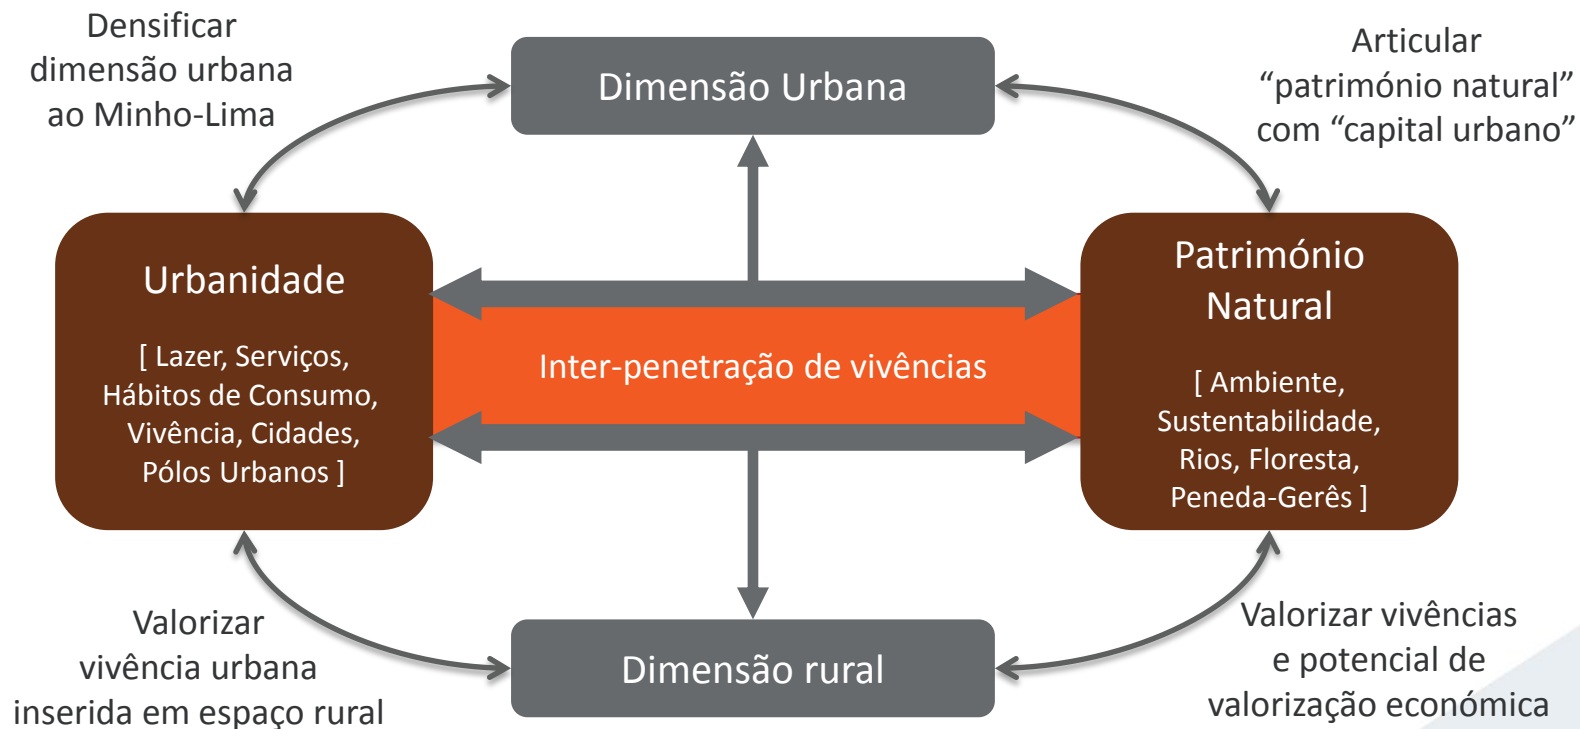 Densificar
dimensão urbana
ao Minho-Lima
Dimensão Urbana
Articular
“património natural”
com “capital urbano”
Urbanidade
[ Lazer, Serviços,
Hábitos de Consumo,
Vivência, Cidades,
Pólos Urbanos ]
Inter-penetração de vivências
Património
Natural
[ Ambiente,
Sustentabilidade,
Rios, Floresta,
Peneda-Gerês ]
Valorizar
vivência urbana
inserida em espaço rural
Dimensão rural
Valorizar vivências
e potencial de
valorização económica